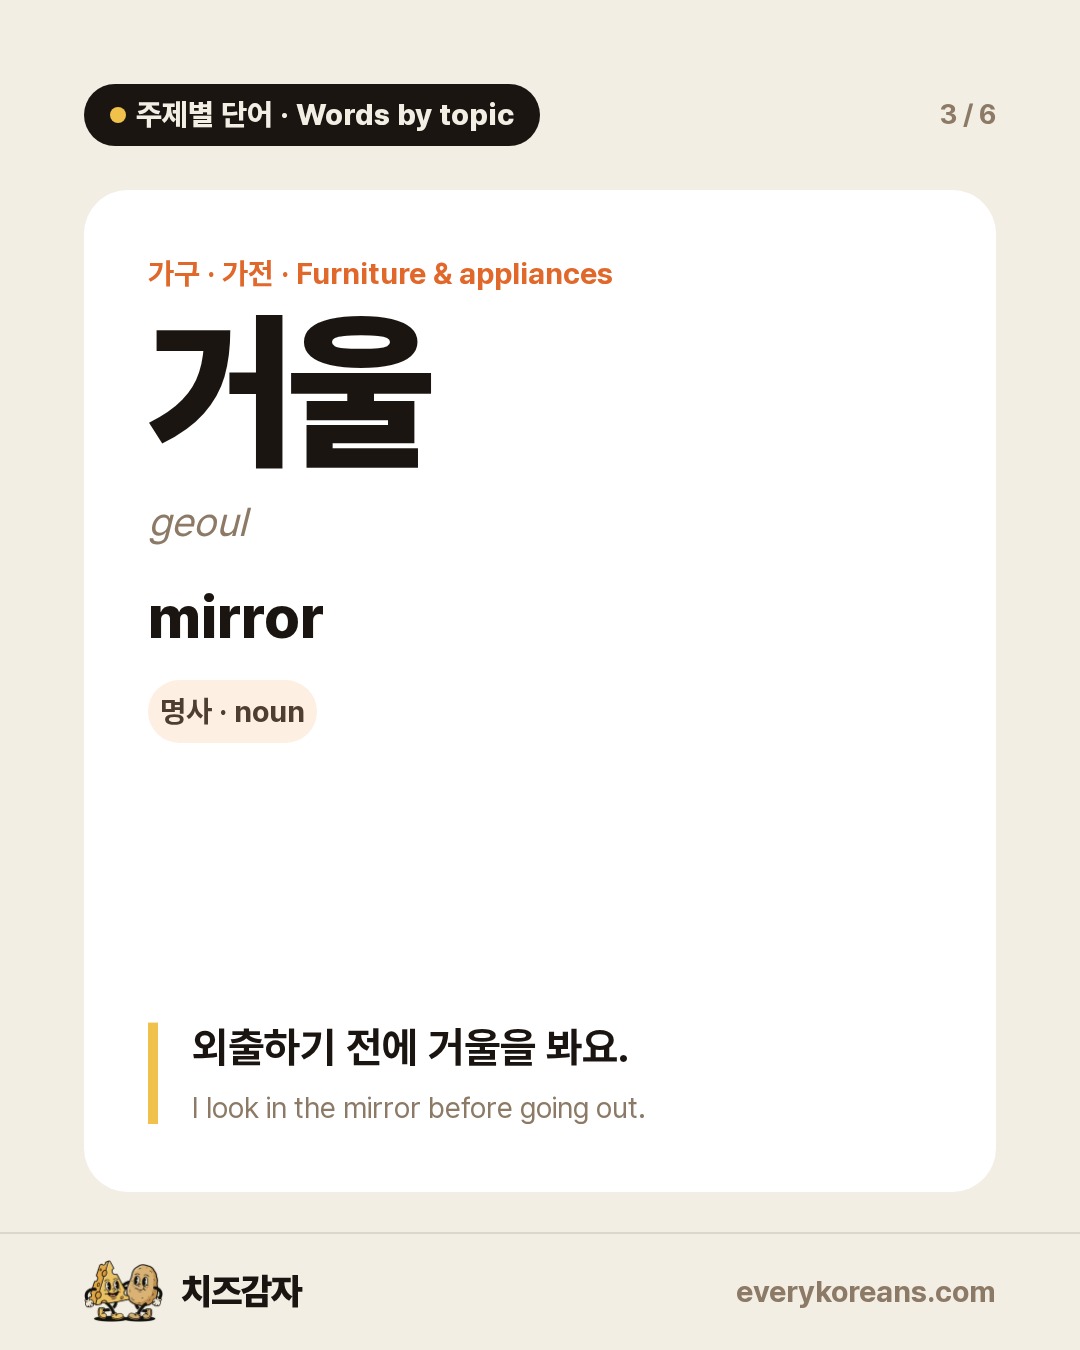 주제별 단어 · Words by topic
3 / 6
가구 · 가전 · Furniture & appliances
거울
geoul
mirror
명사 · noun
외출하기 전에 거울을 봐요.
I look in the mirror before going out.
치즈감자
everykoreans.com